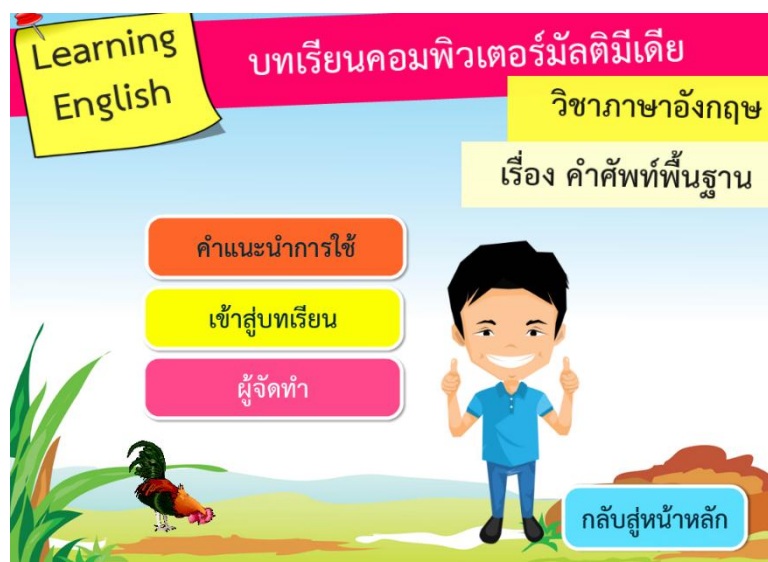 Learning
English
บทเรียนคอมพิวเตอร์มัลติมีเดีย
วิชาภาษาอังกฤษ
เรื่อง คำศัพท์พื้นฐาน
คำแนะนำการใช้
เข้าสู่บทเรียน
ผู้จัดทำ
กลับสู่หน้าหลัก